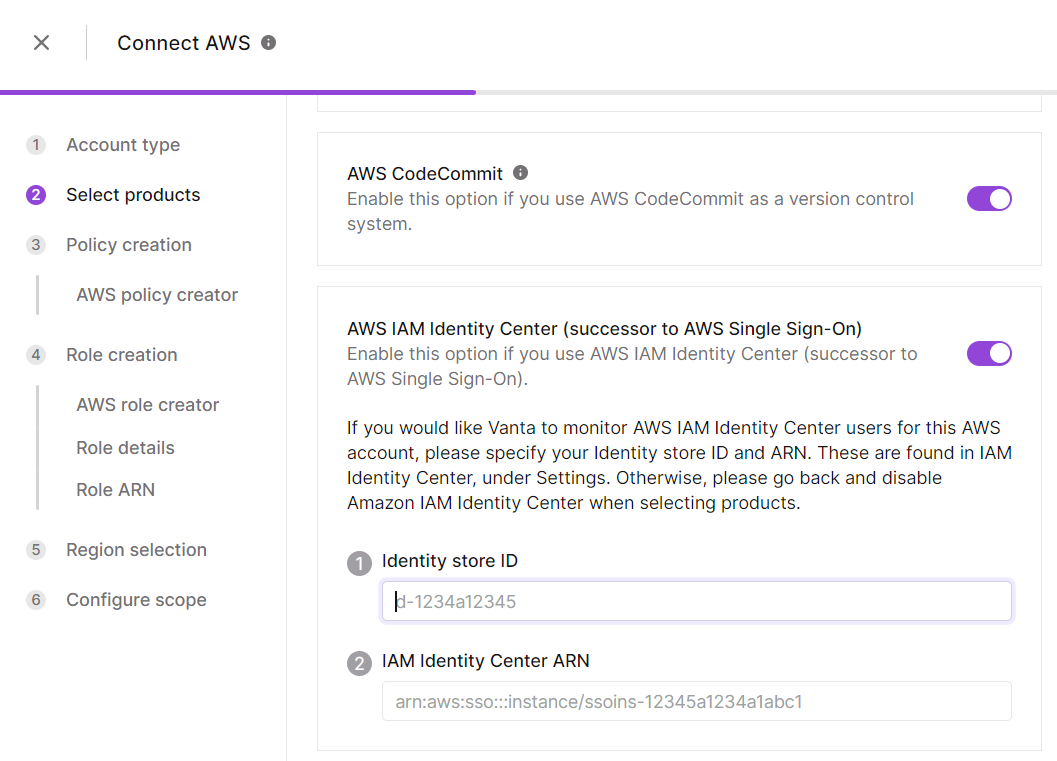 Connect AWS
1 Account type
2 Select products
3 Policy creation
AWS policy creator
4 Role creation
AWS role creator
Role details
Role ARN
5 Region selection
6 Configure scope
AWS CodeCommit
Enable this option if you use AWS CodeCommit as a version control
system.
AWS IAM Identity Center (successor to AWS Single Sign-On)
Enable this option if you use AWS IAM Identity Center (successor to
AWS Single Sign-On).
If you would like Vanta to monitor AWS IAM Identity Center users for this AWS
account, please specify your Identity store ID and ARN. These are found in IAM
Identity Center, under Settings. Otherwise, please go back and disable
Amazon IAM Identity Center when selecting products.
1 Identity store ID
d-1234a12345
2 IAM Identity Center ARN
arn:aws:sso:::instance/ssoins-12345a1234a1abc1